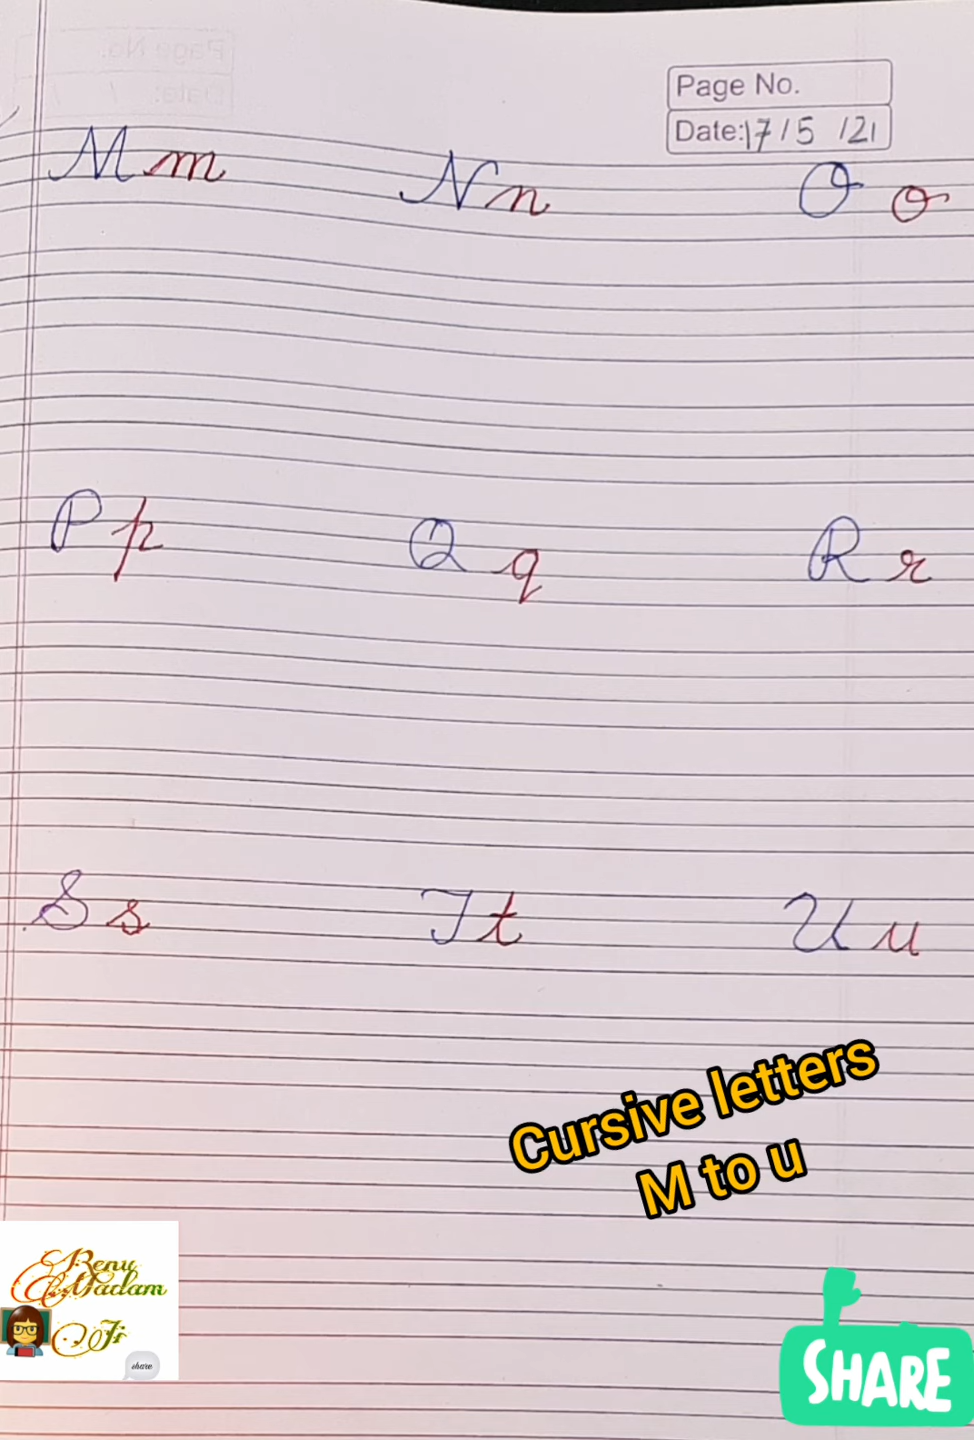 Page No.
Date: 17/5/21
Mm Nn Oo
Pp Qq Rr
Ss Tt Uu
Cursive letters
M to u
Renu
Madam
Ji
share
SHARE